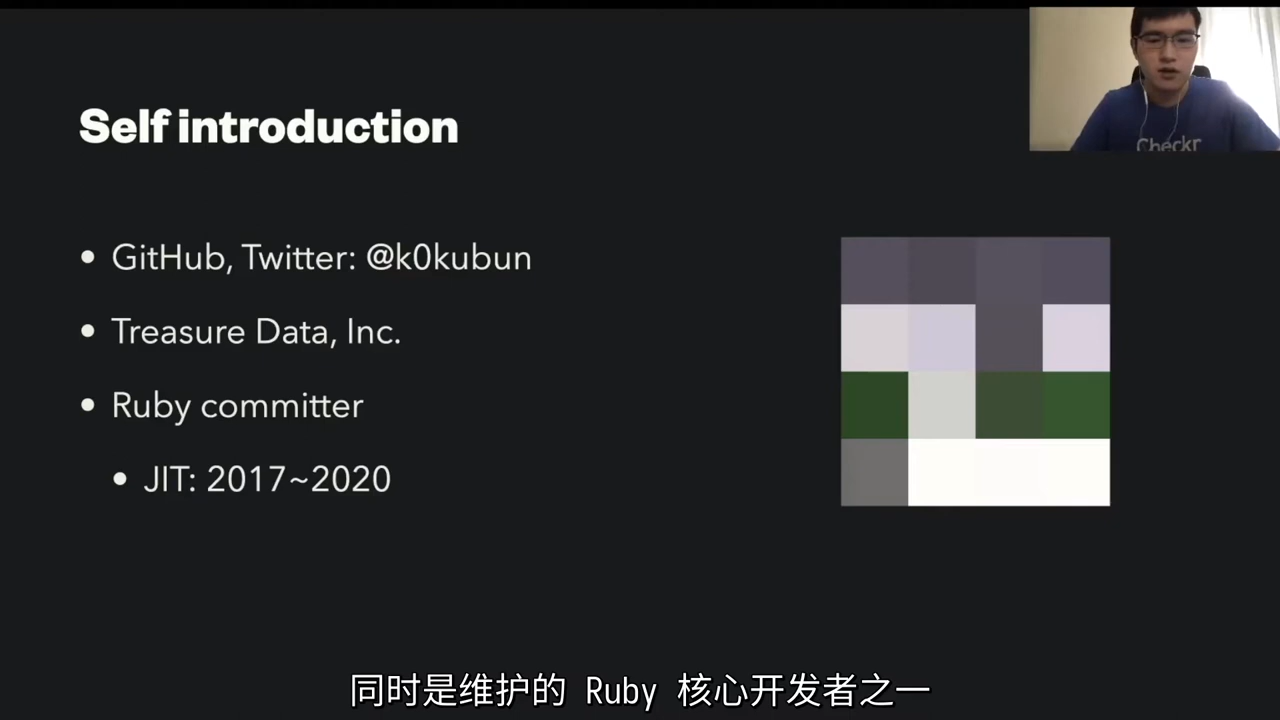 Checkr
Self introduction
• GitHub, Twitter: @k0kubun
• Treasure Data, Inc.
• Ruby committer
• JIT: 2017~2020
同时是维护的 Ruby 核心开发者之一